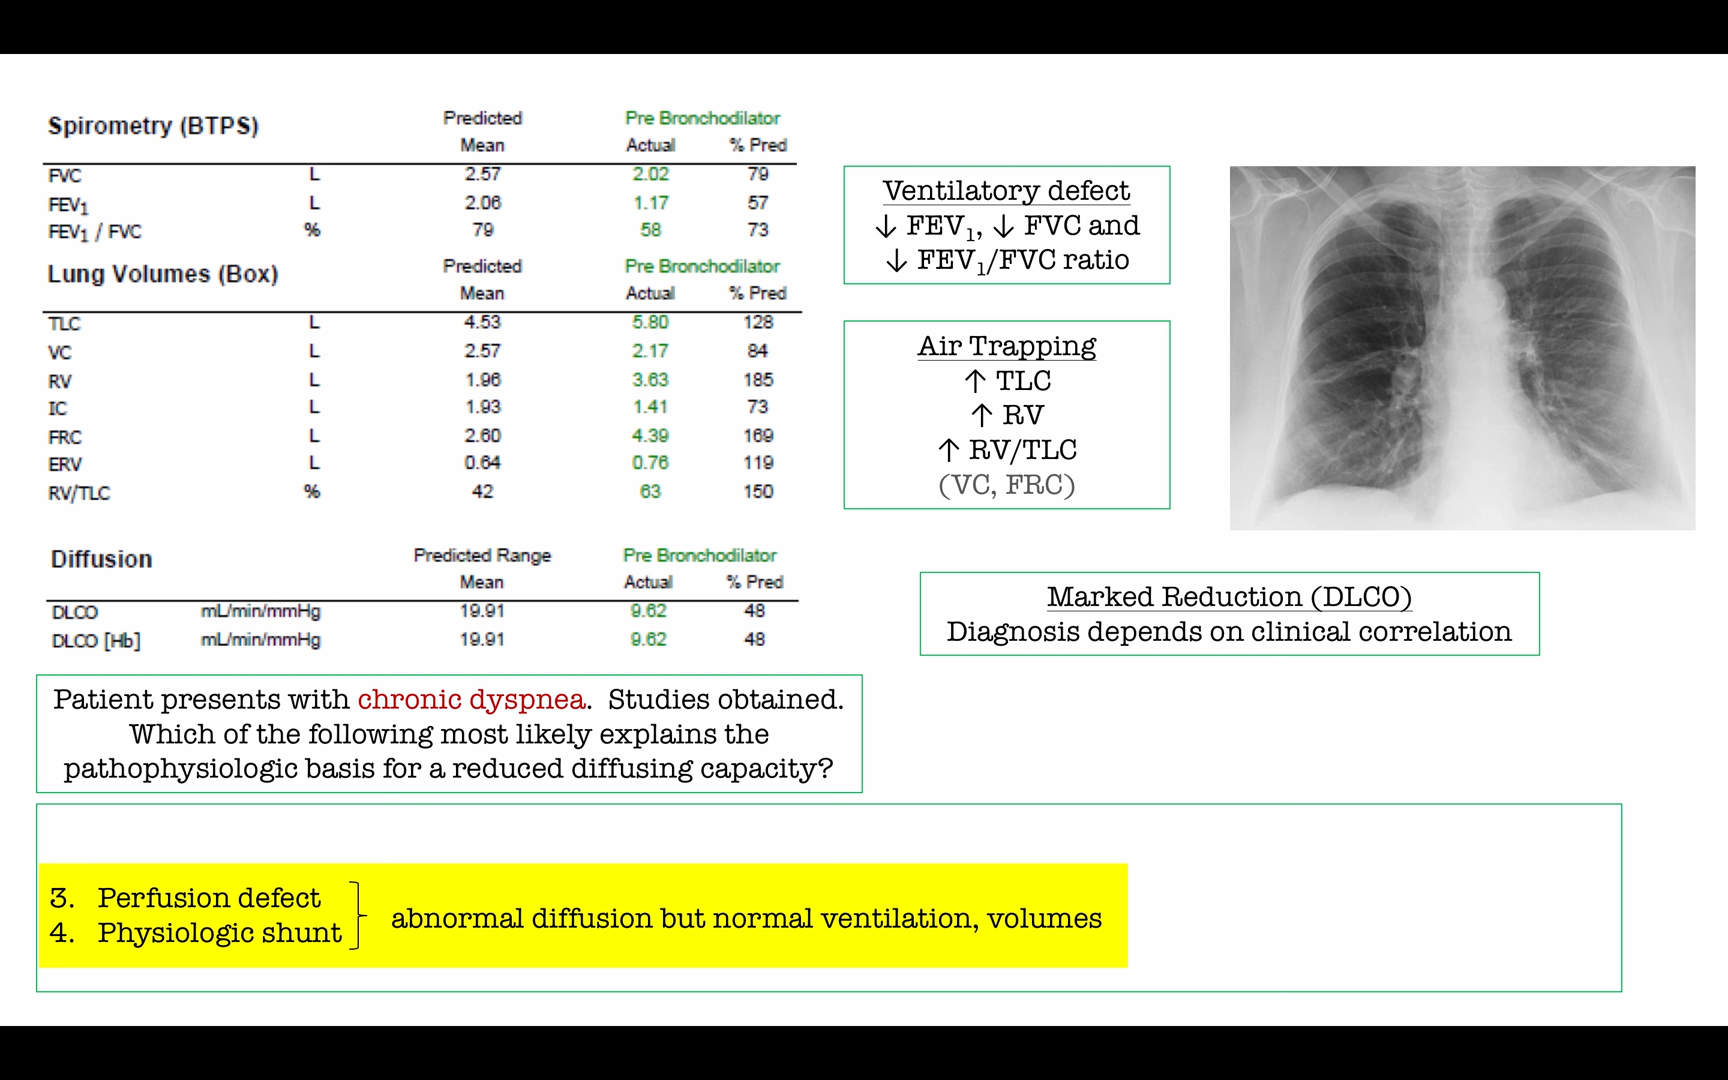 Spirometry (BTPS) Predicted Pre Bronchodilator
Mean Actual % Pred
FVC L 2.57 2.02 79
FEV1 L 2.06 1.17 57
FEV1 / FVC % 79 58 73
Lung Volumes (Box) Predicted Pre Bronchodilator
Mean Actual % Pred
TLC L 4.53 5.80 128
VC L 2.57 2.17 84
RV L 1.96 3.63 185
IC L 1.93 1.41 73
FRC L 2.60 4.39 169
ERV L 0.64 0.76 119
RV/TLC % 42 63 150
Diffusion Predicted Range Pre Bronchodilator
Mean Actual % Pred
DLCO mL/min/mmHg 19.91 9.62 48
DLCO [Hb] mL/min/mmHg 19.91 9.62 48
Ventilatory defect
↓ FEV₁, ↓ FVC and
↓ FEV₁/FVC ratio
Air Trapping
↑ TLC
↑ RV
↑ RV/TLC
(VC, FRC)
Marked Reduction (DLCO)
Diagnosis depends on clinical correlation
Patient presents with chronic dyspnea. Studies obtained.
Which of the following most likely explains the
pathophysiologic basis for a reduced diffusing capacity?
3. Perfusion defect
4. Physiologic shunt
abnormal diffusion but normal ventilation, volumes